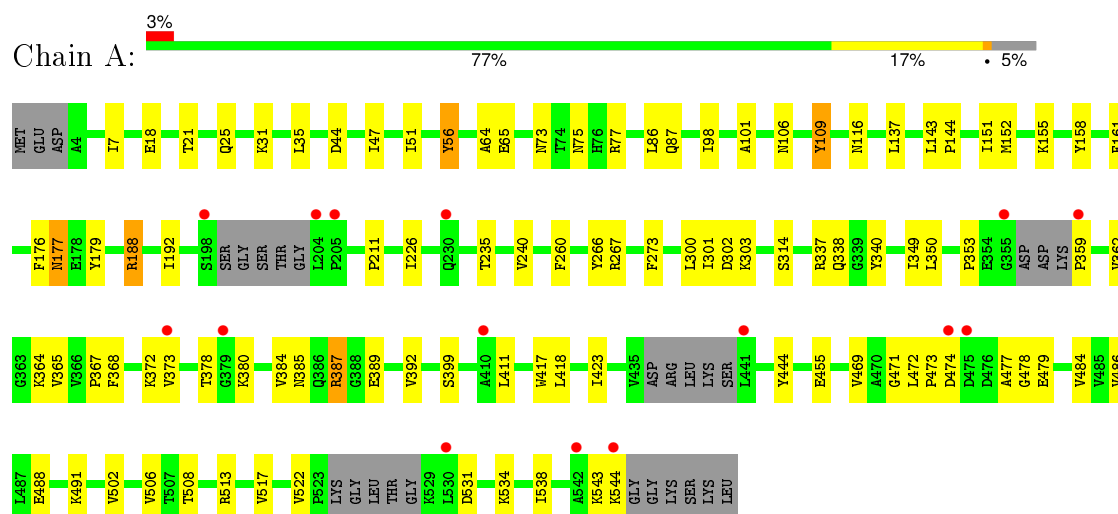 3%
Chain A:
77% 17% • 5%
MET GLU ASP A4 I7 E18 T21 Q25 K31 L35 D44 I47 I51 Y56 A64 E65 N73 T74 N75 H76 R77 L86 Q87 I98 A101 N106 Y109 N116 L137 L143 P144 I151 M152 K155 Y158
F176 N177 E178 Y179 R188 I192 S198 SER GLY SER THR GLY L204 P205 P211 I226 Q230 T235 V240 F260 Y266 R267 F273 L300 I301 D302 K303 S314 R337 Q338 G339 Y340 I349 L350 P353 E354 G355 ASP ASP LYS P359
G363 K364 V365 V366 P367 F368 K372 V373 T378 G379 K380 V384 N385 Q386 R387 G388 E389 V392 S399 A410 L411 W417 L418 I423 V435 ASP ARG LEU LYS SER L441 Y444 E455 V469 A470 G471 L472 P473 D474 D475 D476 A477 G478 E479 V484 V485 V486
L487 E488 K491 V502 V506 T507 T508 R513 V517 V522 P523 LYS GLY LEU THR GLY K529 L530 D531 K534 I538 A542 K543 K544 GLY GLY LYS SER LYS LEU